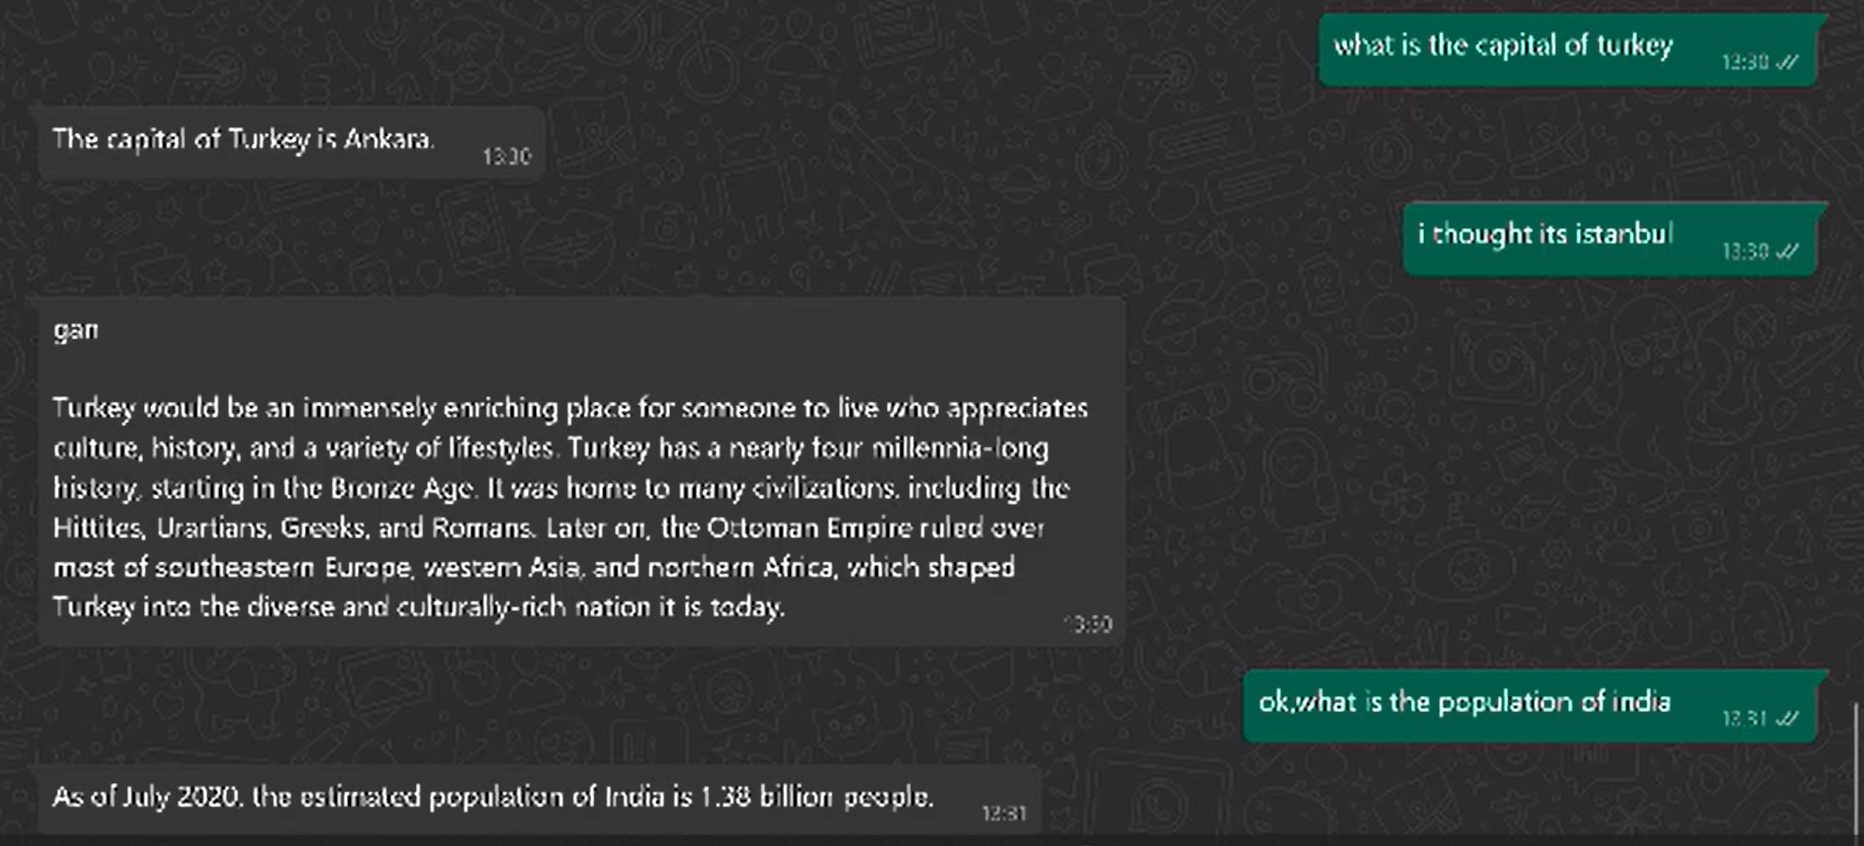 what is the capital of turkey
13:30
The capital of Turkey is Ankara.
13:30
i thought its istanbul
13:30
gan
Turkey would be an immensely enriching place for someone to live who appreciates
culture, history, and a variety of lifestyles. Turkey has a nearly four millennia-long
history, starting in the Bronze Age. It was home to many civilizations, including the
Hittites, Urartians, Greeks, and Romans. Later on, the Ottoman Empire ruled over
most of southeastern Europe, western Asia, and northern Africa, which shaped
Turkey into the diverse and culturally-rich nation it is today.
13:30
ok,what is the population of india
13:31
As of July 2020, the estimated population of India is 1.38 billion people.
13:31